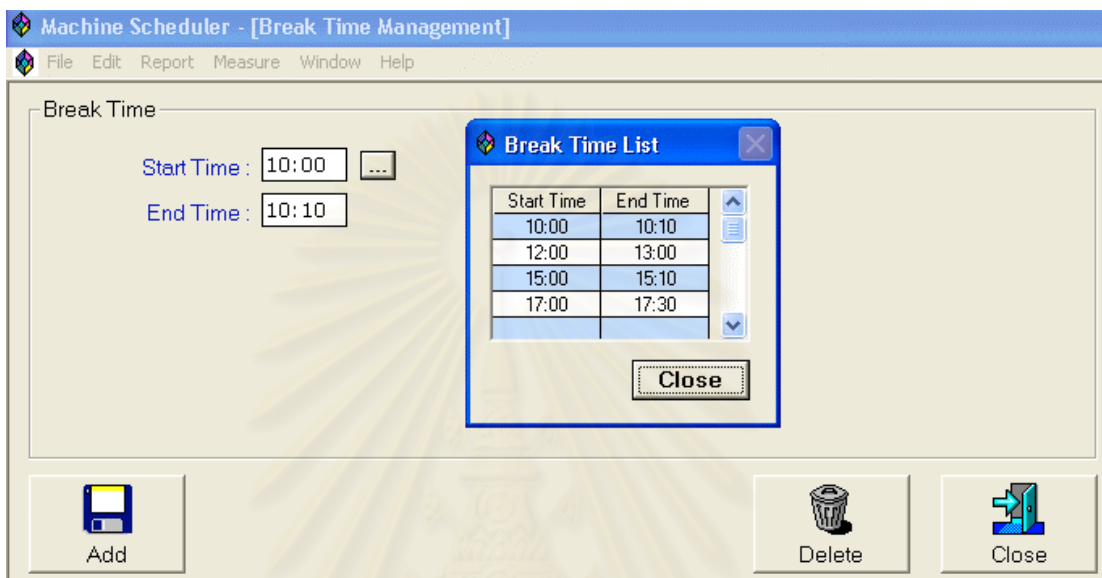 Machine Scheduler - [Break Time Management]
File Edit Report Measure Window Help
Break Time
Start Time : 10:00 ...
End Time : 10:10
Break Time List
Start Time End Time
10:00 10:10
12:00 13:00
15:00 15:10
17:00 17:30
Close
Add Delete Close